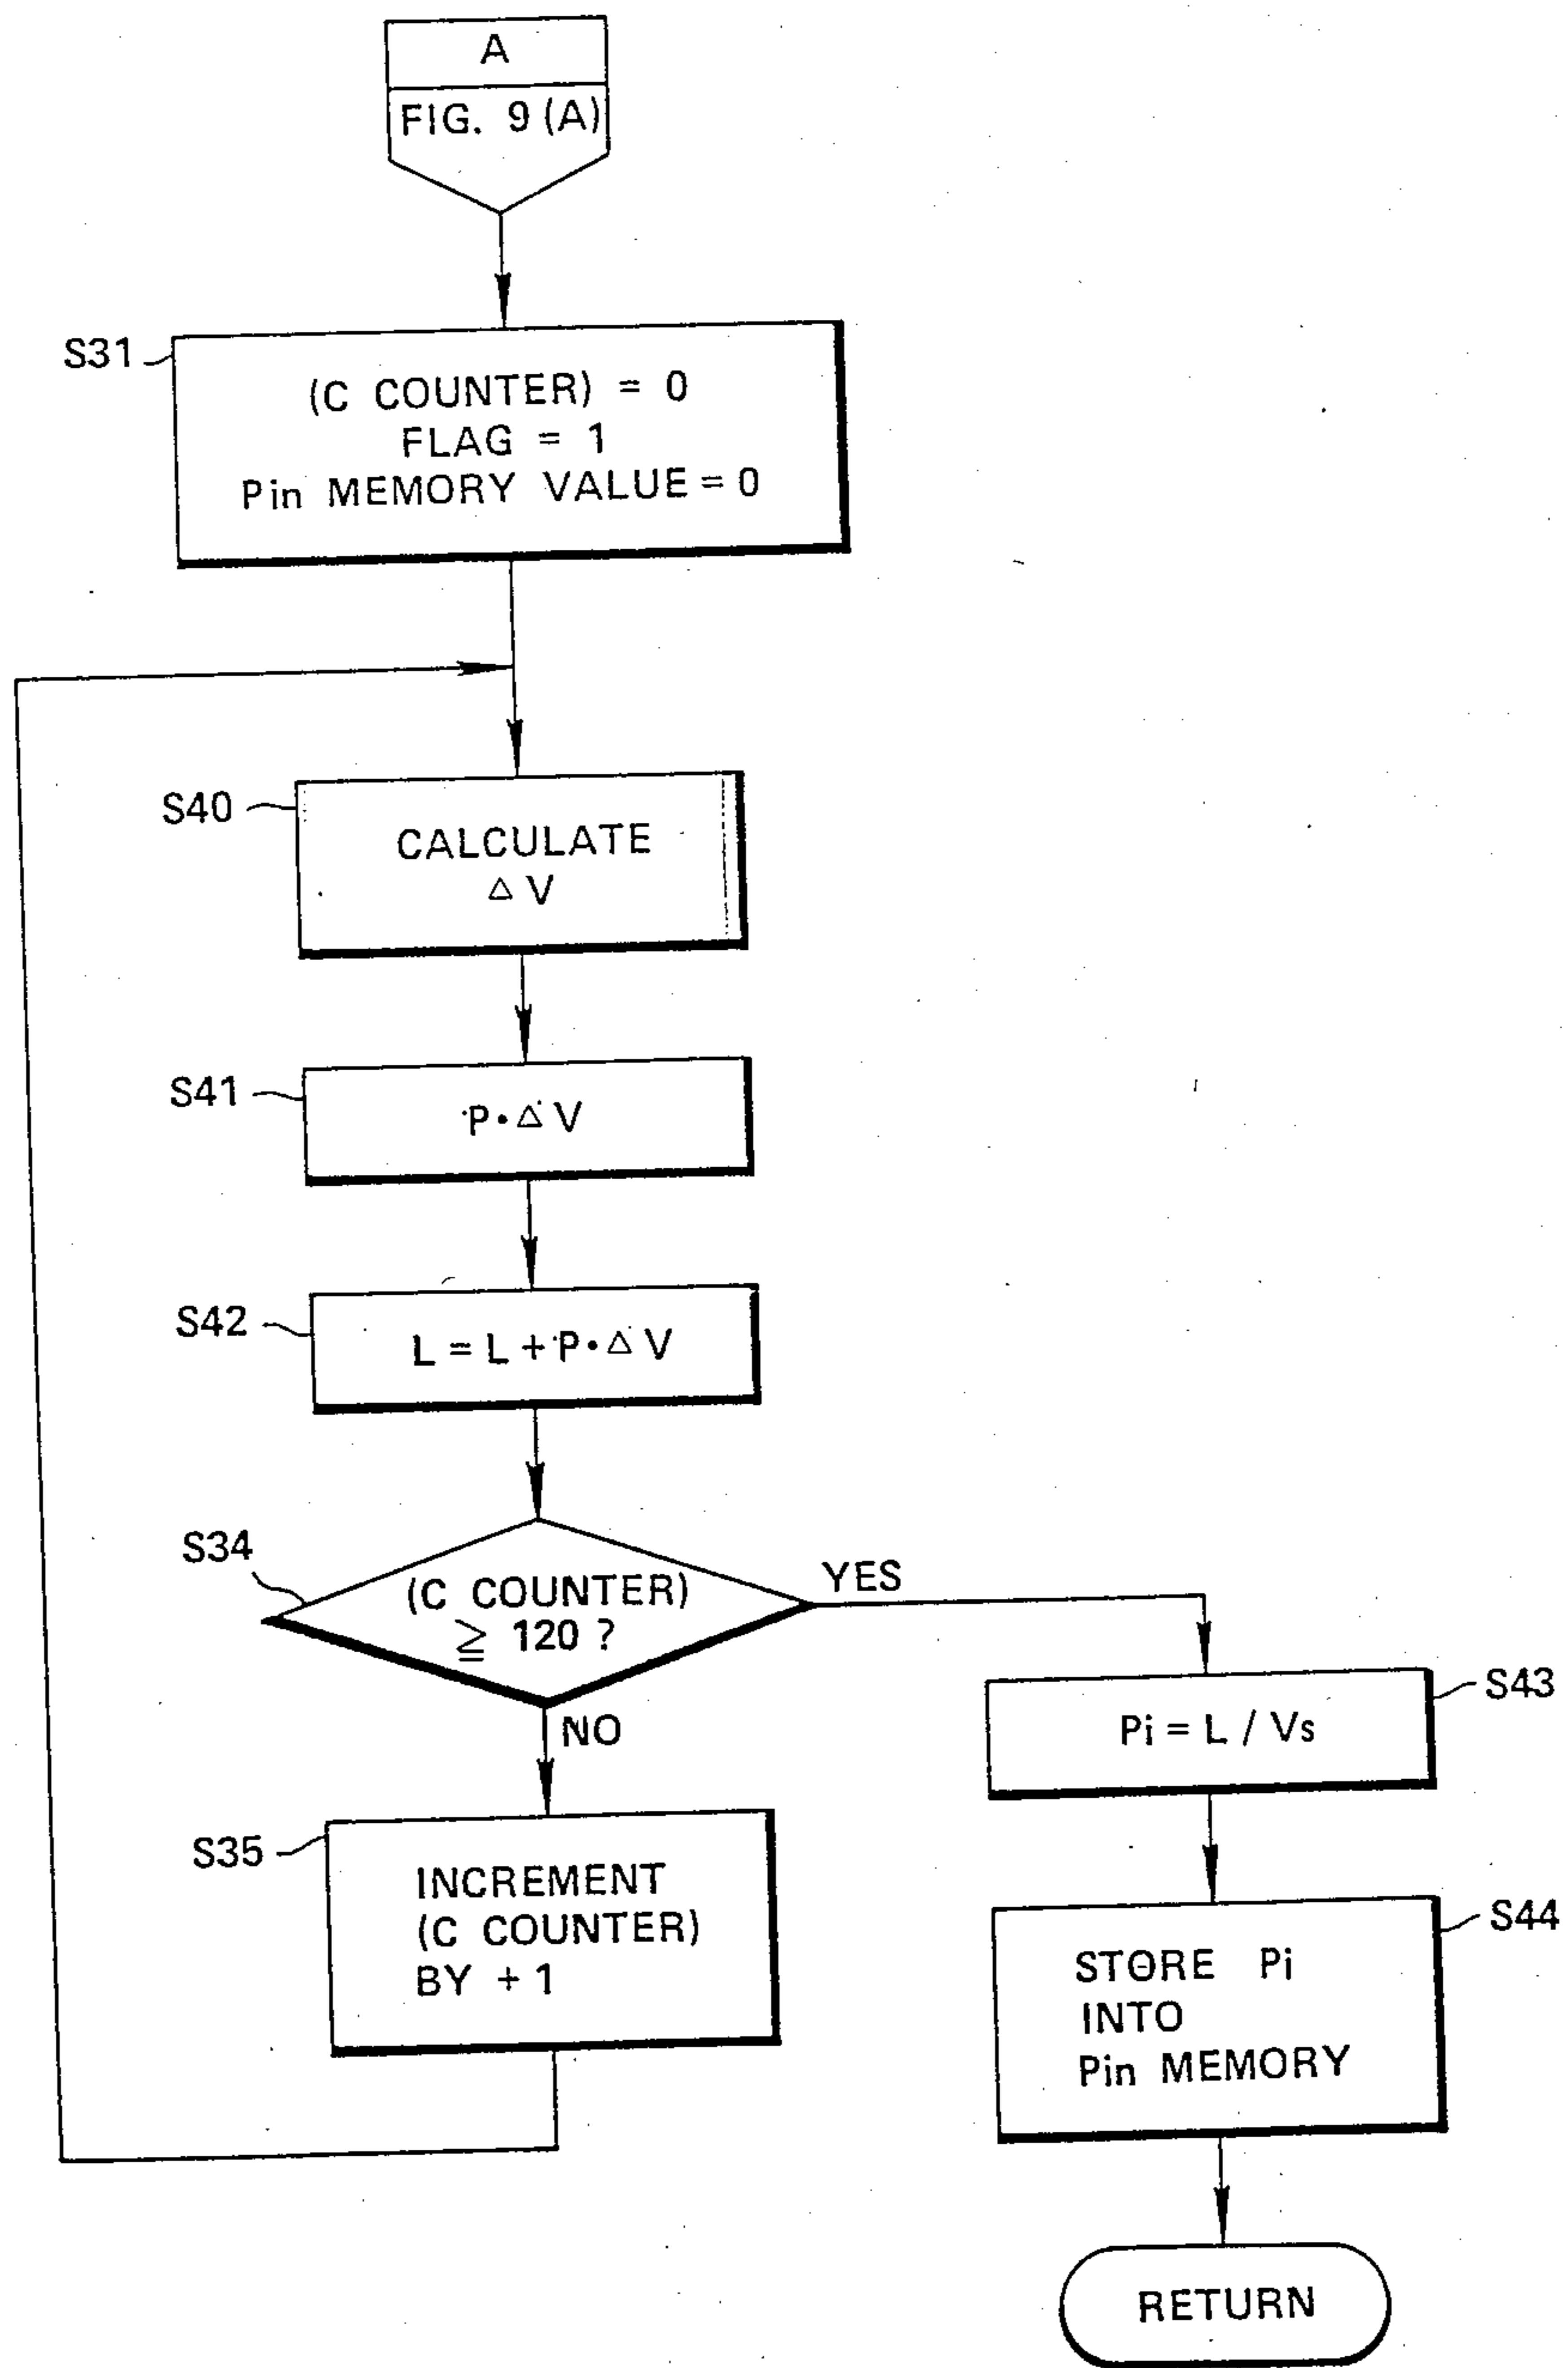 A
FIG. 9 (A)
S31
(C COUNTER) = 0
FLAG = 1
Pin MEMORY VALUE = 0
S40
CALCULATE
△ V
S41
P・△ V
S42
L = L + P・△ V
S34
(C COUNTER)
≧ 120 ?
YES
NO
S43
Pi = L / Vs
S35
INCREMENT
(C COUNTER)
BY + 1
S44
STORE Pi
INTO
Pin MEMORY
RETURN